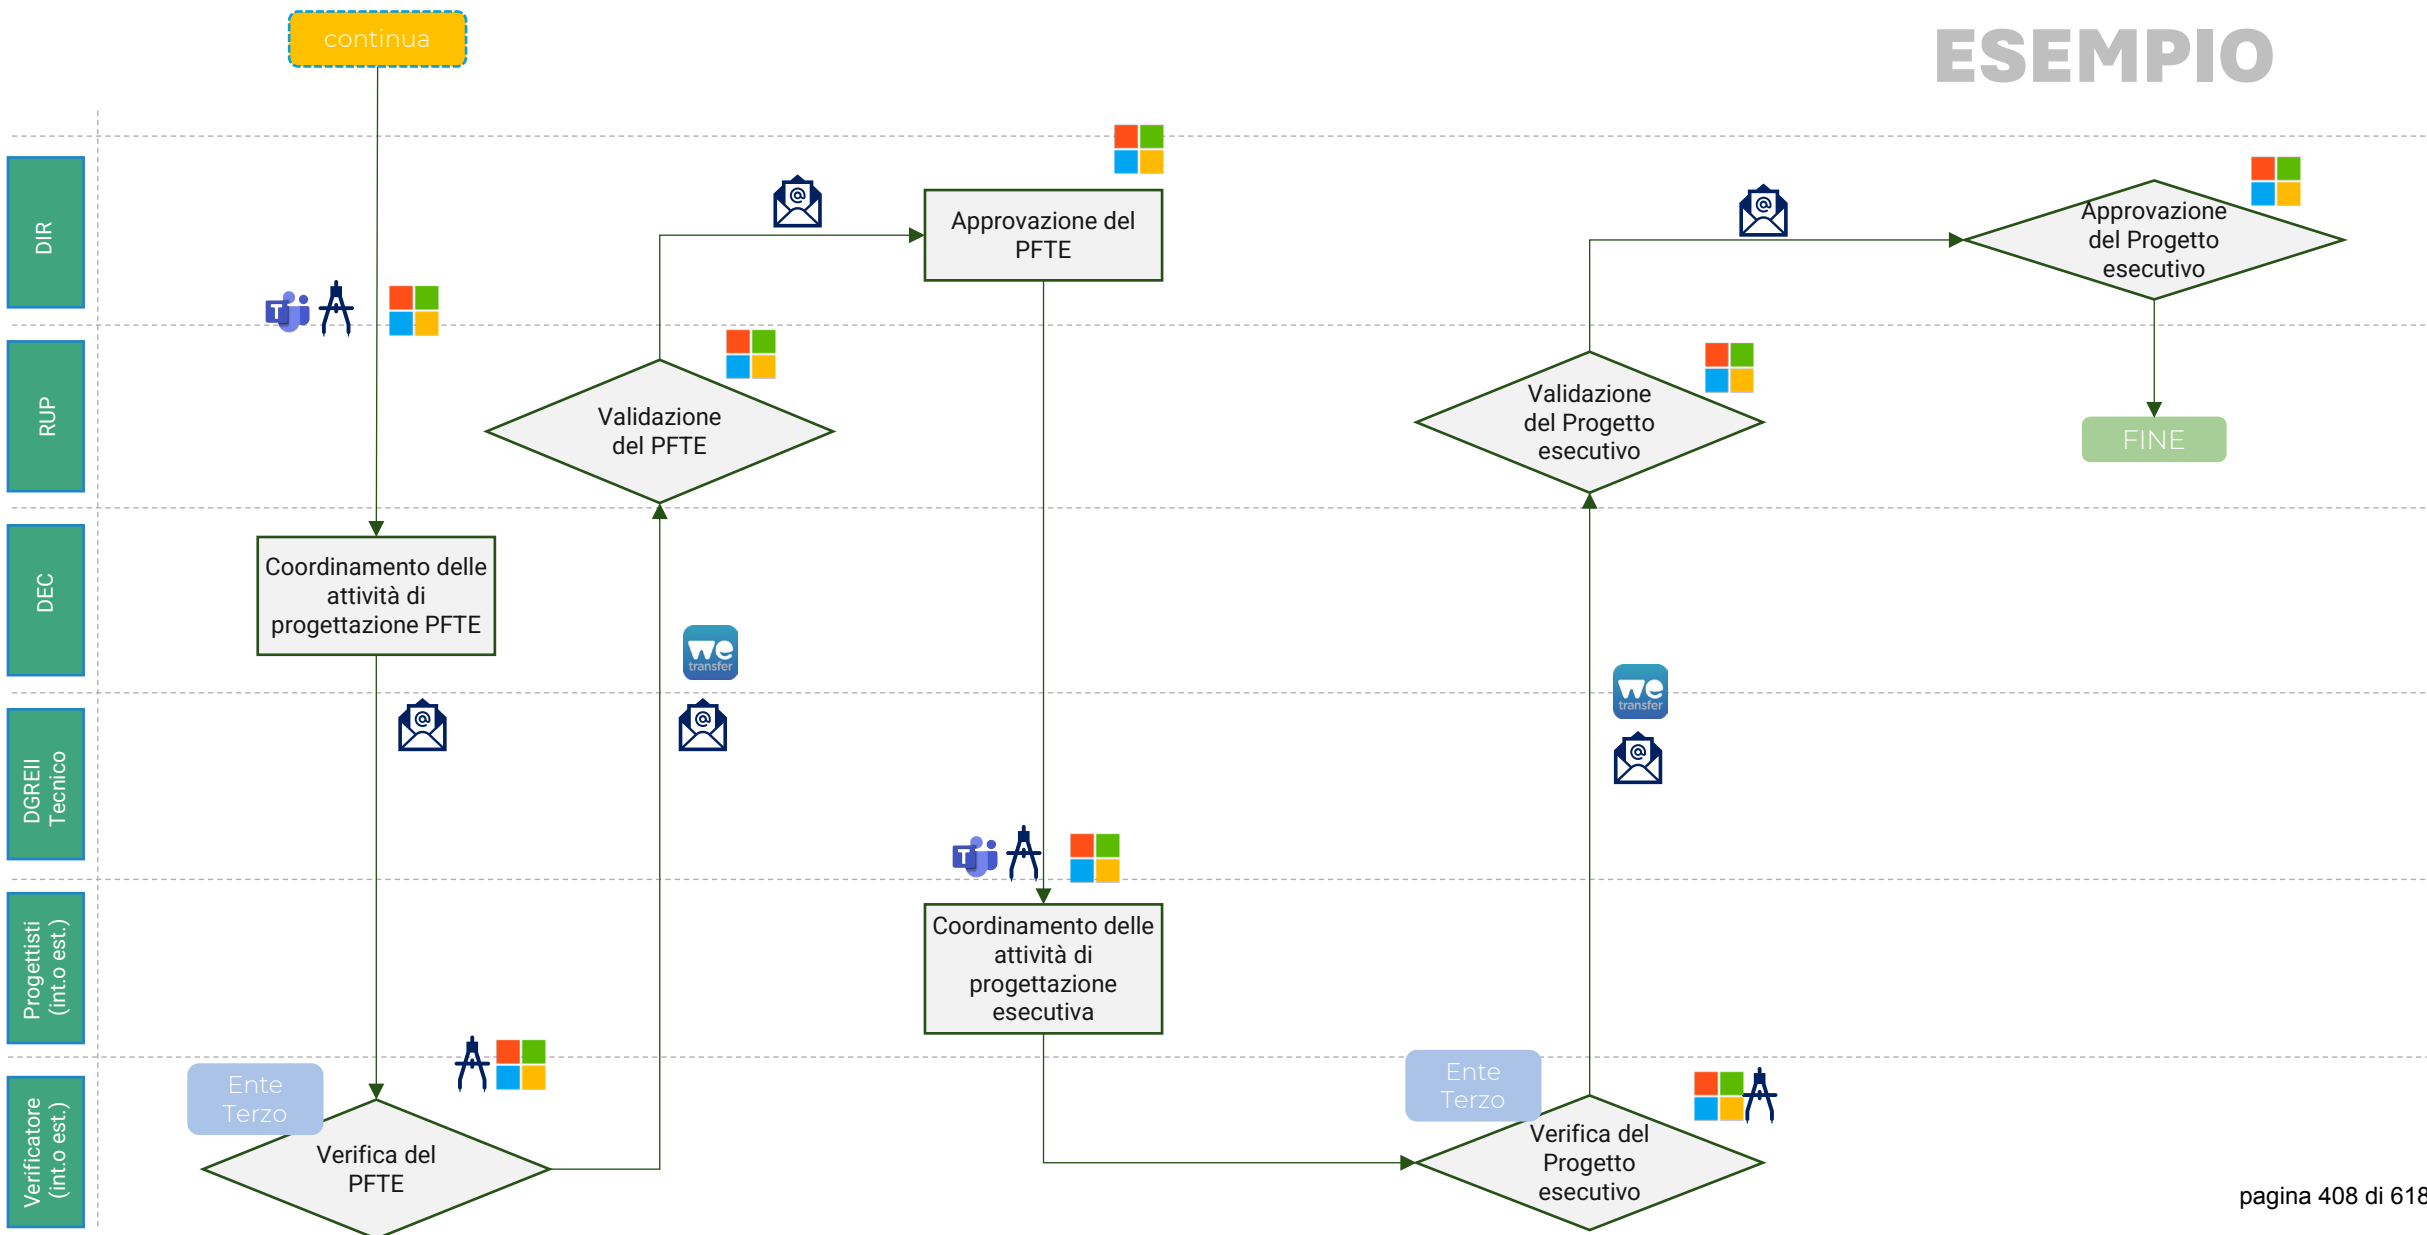 continua
ESEMPIO
DIR
Approvazione del
PFTE
Approvazione
del Progetto
esecutivo
T
RUP
Validazione
del PFTE
Validazione
del Progetto
esecutivo
FINE
DEC
Coordinamento delle
attività di
progettazione PFTE
we
transfer
we
transfer
DGREII
Tecnico
T
Progettisti
(int.o est.)
Coordinamento delle
attività di
progettazione
esecutiva
Verificatore
(int.o est.)
Ente
Terzo
Verifica del
PFTE
Ente
Terzo
Verifica del
Progetto
esecutivo
pagina 408 di 618